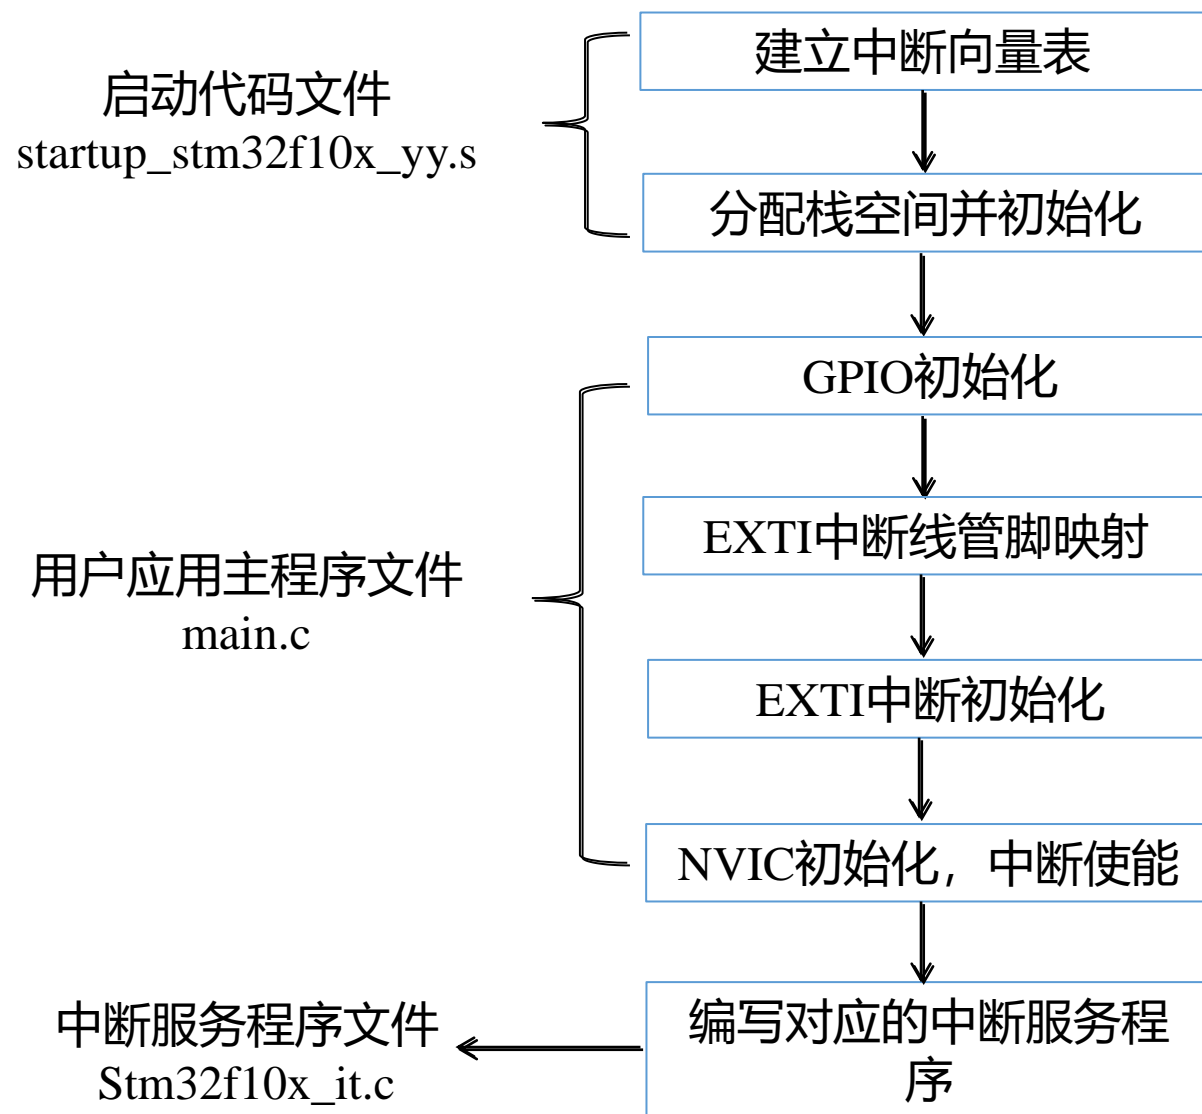 建立中断向量表
启动代码文件
startup_stm32f10x_yy.s
分配栈空间并初始化
GPIO初始化
EXTI中断线管脚映射
用户应用主程序文件
main.c
EXTI中断初始化
NVIC初始化，中断使能
中断服务程序文件
Stm32f10x_it.c
编写对应的中断服务程
序